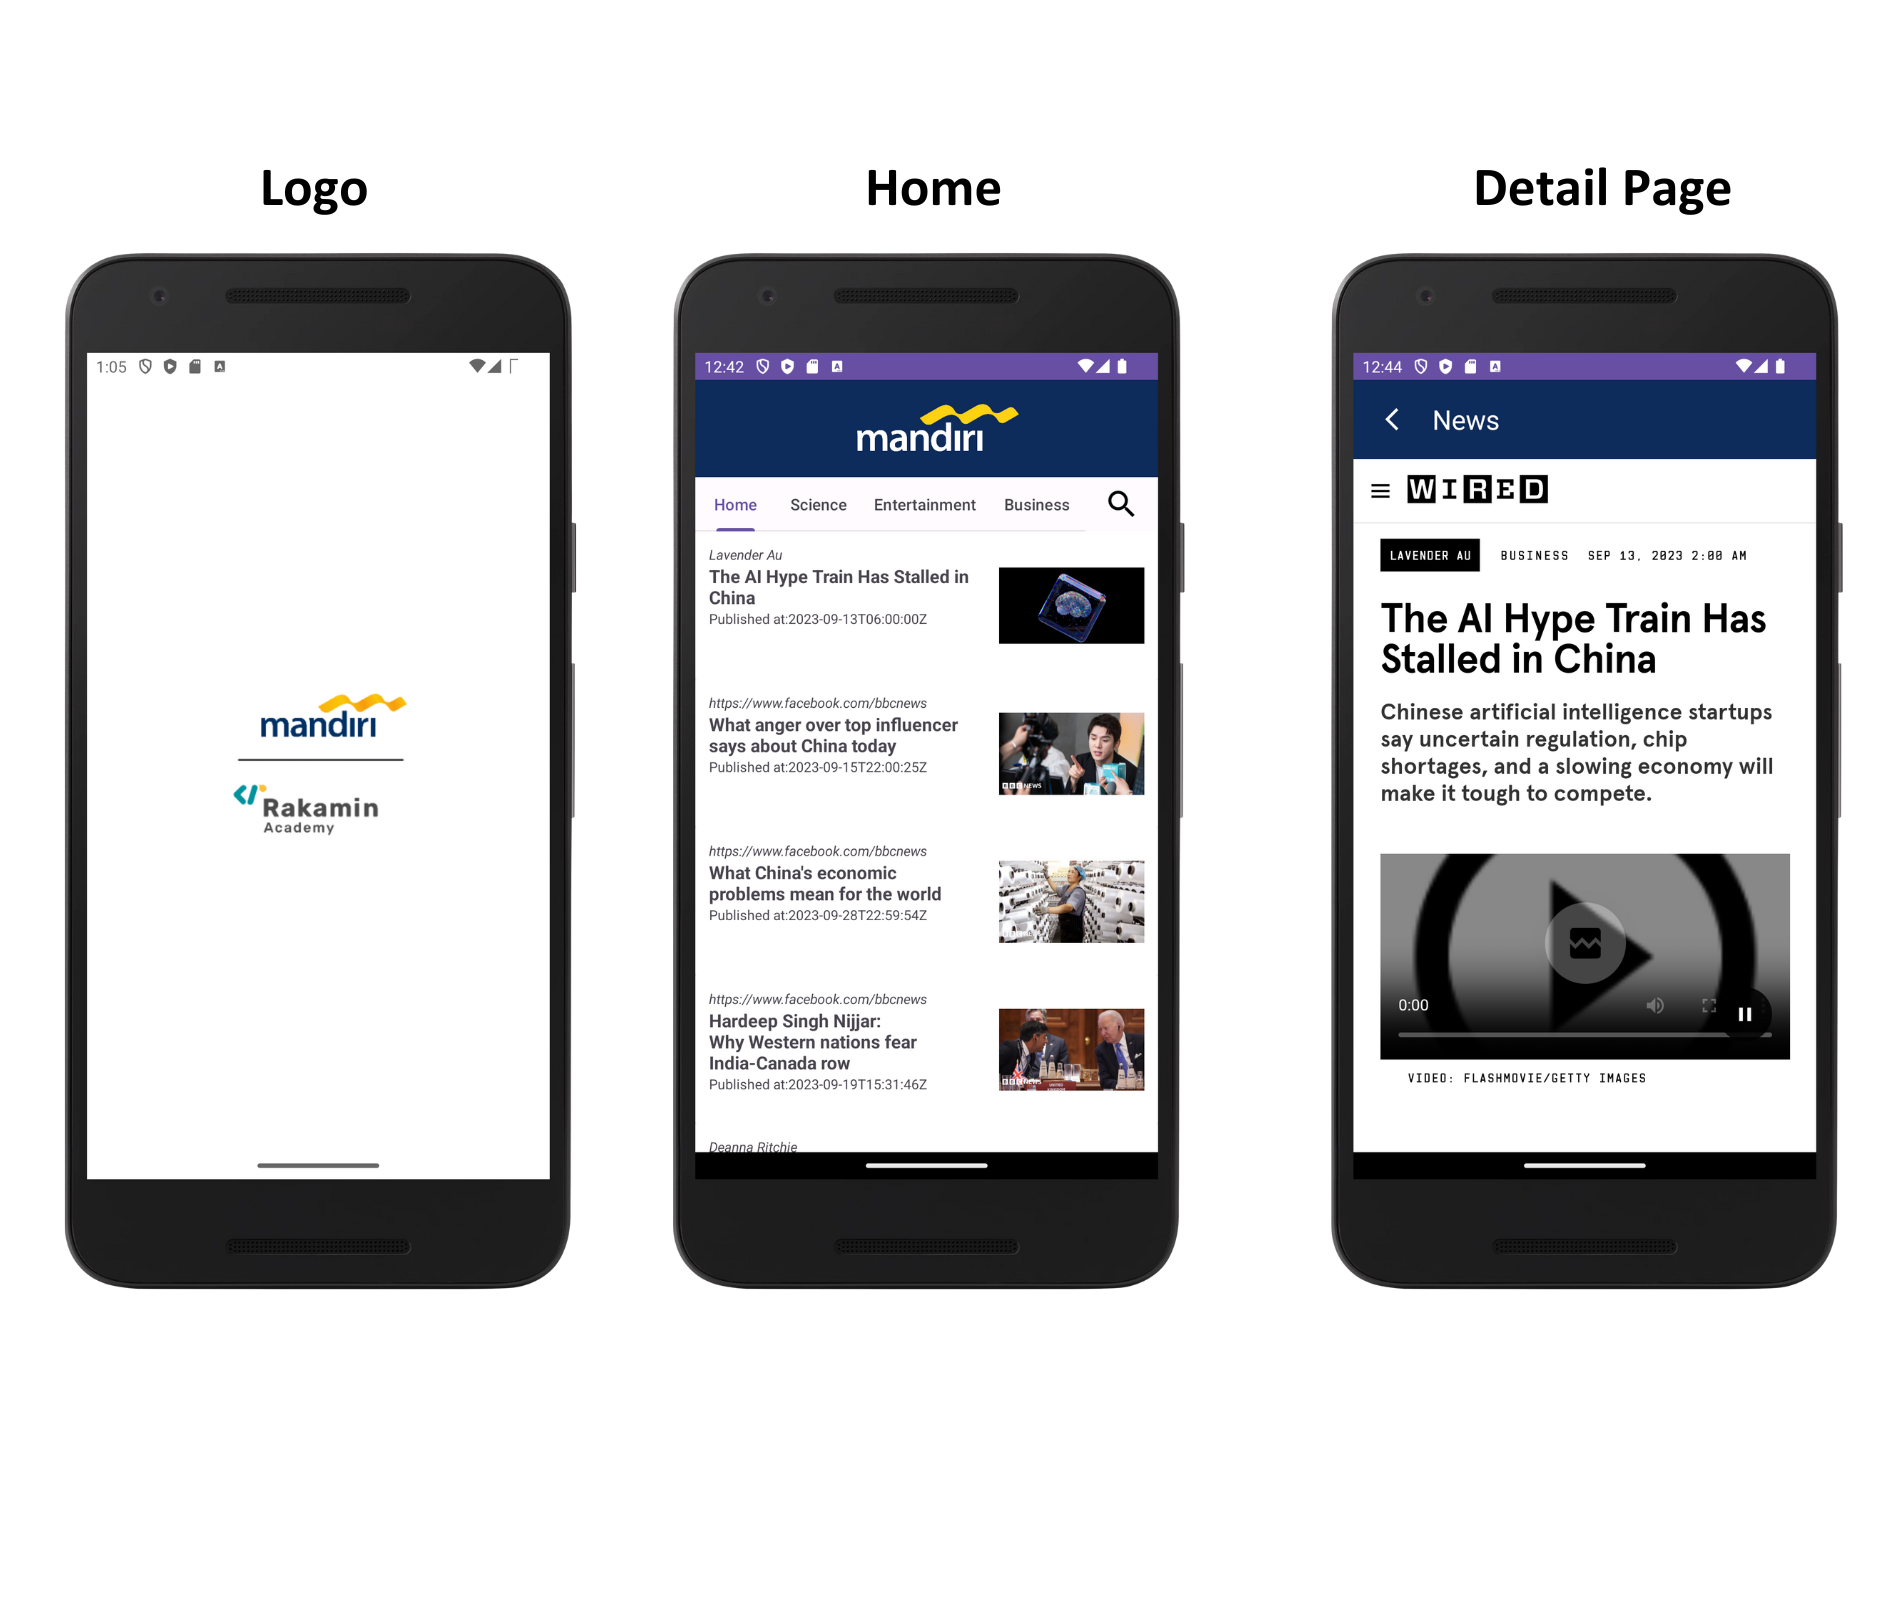 Logo
Home
Detail Page
1:05
mandiri
Rakamin
Academy
12:42
mandiri
Home Science Entertainment Business
Lavender Au
The AI Hype Train Has Stalled in
China
Published at:2023-09-13T06:00:00Z
https://www.facebook.com/bbcnews
What anger over top influencer
says about China today
Published at:2023-09-15T22:00:25Z
BBC NEWS
https://www.facebook.com/bbcnews
What China's economic
problems mean for the world
Published at:2023-09-28T22:59:54Z
https://www.facebook.com/bbcnews
Hardeep Singh Nijjar:
Why Western nations fear
India-Canada row
Published at:2023-09-19T15:31:46Z
BBC NEWS
Deanna Ritchie
12:44
News
WIRED
LAVENDER AU BUSINESS SEP 13, 2023 2:00 AM
The AI Hype Train Has
Stalled in China
Chinese artificial intelligence startups
say uncertain regulation, chip
shortages, and a slowing economy will
make it tough to compete.
0:00
VIDEO: FLASHMOVIE/GETTY IMAGES